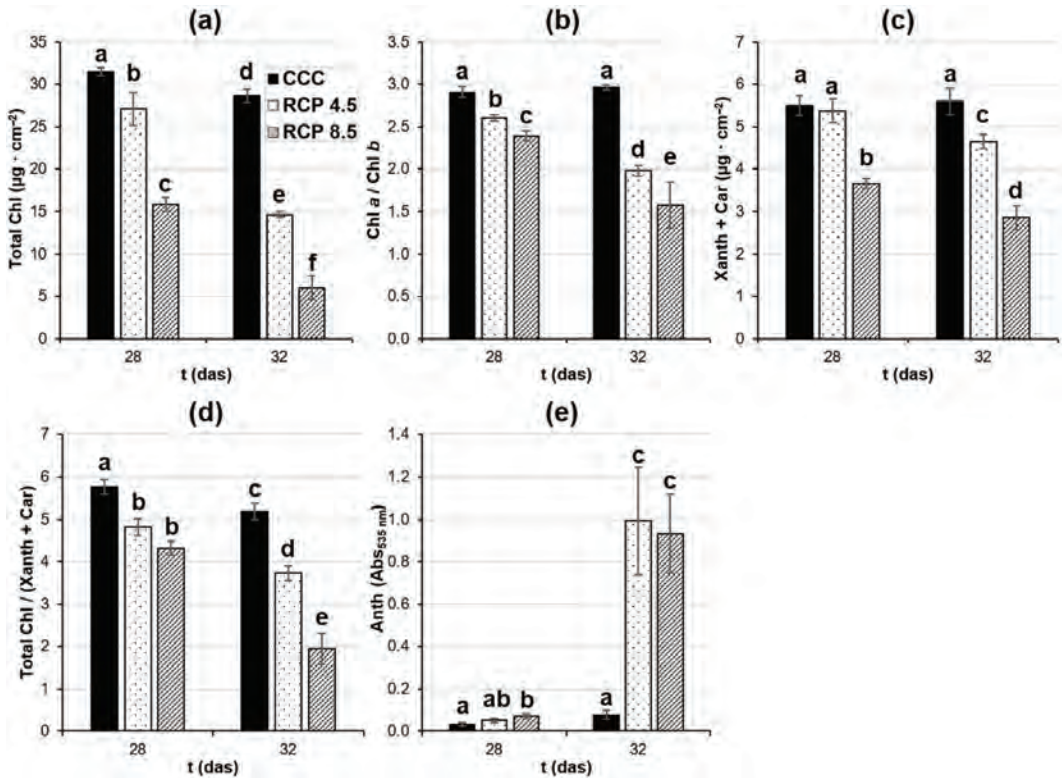 (a)
35
30
25
20
15
10
5
0
Total Chl (µg · cm⁻²)
a
b
c
d
e
f
CCC
RCP 4.5
RCP 8.5
28
32
t (das)
(b)
3.5
3.0
2.5
2.0
1.5
1.0
0.5
0.0
Chl a / Chl b
a
b
c
a
d
e
28
32
t (das)
(c)
7
6
5
4
3
2
1
0
Xanth + Car (µg · cm⁻²)
a
a
b
a
c
d
28
32
t (das)
(d)
7
6
5
4
3
2
1
0
Total Chl / (Xanth + Car)
a
b
b
c
d
e
28
32
t (das)
(e)
1.4
1.2
1.0
0.8
0.6
0.4
0.2
0.0
Anth (Abs₅₃₅ ₙₘ)
a
ab
b
a
c
c
28
32
t (das)